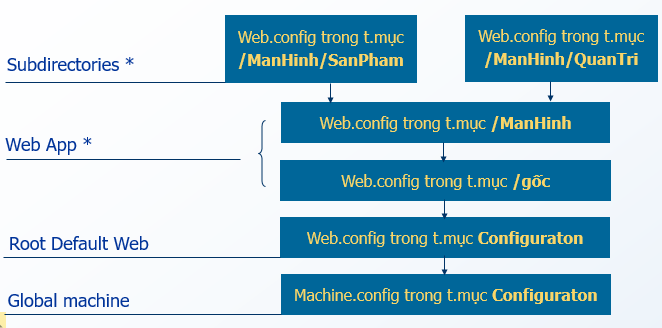 Web.config trong t.mục
/ManHinh/SanPham
Web.config trong t.mục
/ManHinh/QuanTri
Subdirectories *
Web.config trong t.mục /ManHinh
Web App *
Web.config trong t.mục /gốc
Root Default Web
Web.config trong t.mục Configuraton
Global machine
Machine.config trong t.mục Configuraton